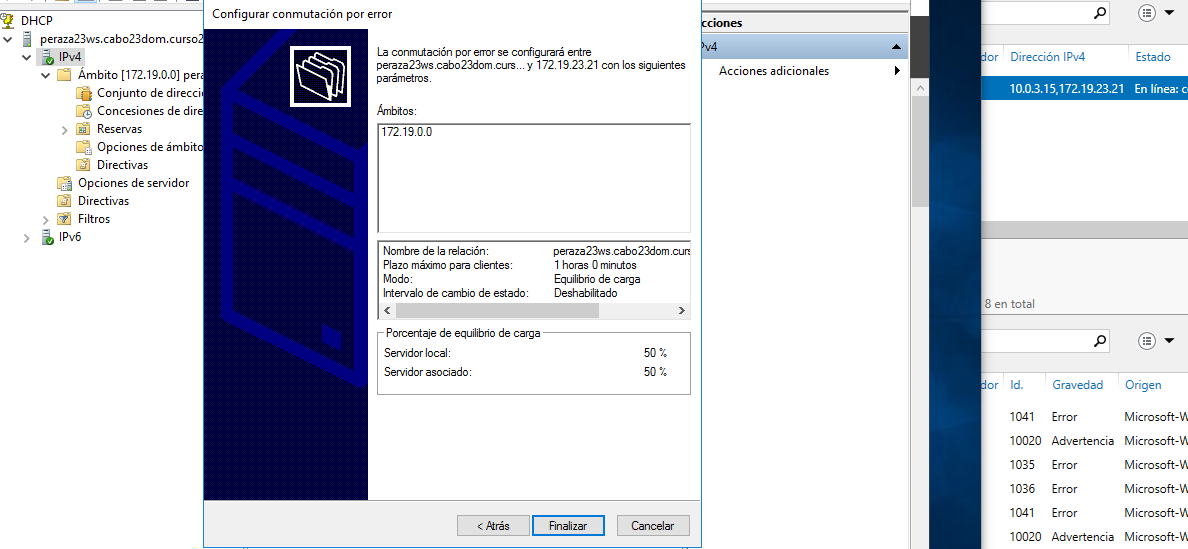 Configurar conmutación por error
DHCP
peraza23ws.cabo23dom.curso2
IPv4
Ámbito [172.19.0.0] pera
Conjunto de direcci
Concesiones de dire
Reservas
Opciones de ámbito
Directivas
Opciones de servidor
Directivas
Filtros
IPv6
La conmutación por error se configurará entre
peraza23ws.cabo23dom.curs... y 172.19.23.21 con los siguientes
parámetros.
Ámbitos:
172.19.0.0
Nombre de la relación: peraza23ws.cabo23dom.curs
Plazo máximo para clientes: 1 horas 0 minutos
Modo: Equilibrio de carga
Intervalo de cambio de estado: Deshabilitado
Porcentaje de equilibrio de carga
Servidor local: 50 %
Servidor asociado: 50 %
< Atrás Finalizar Cancelar
cciones
Pv4
Acciones adicionales
dor Dirección IPv4 Estado
10.0.3.15,172.19.23.21 En línea: c
8 en total
dor Id. Gravedad Origen
1041 Error Microsoft-W
10020 Advertencia Microsoft-W
1035 Error Microsoft-W
1036 Error Microsoft-W
1041 Error Microsoft-W
10020 Advertencia Microsoft-W